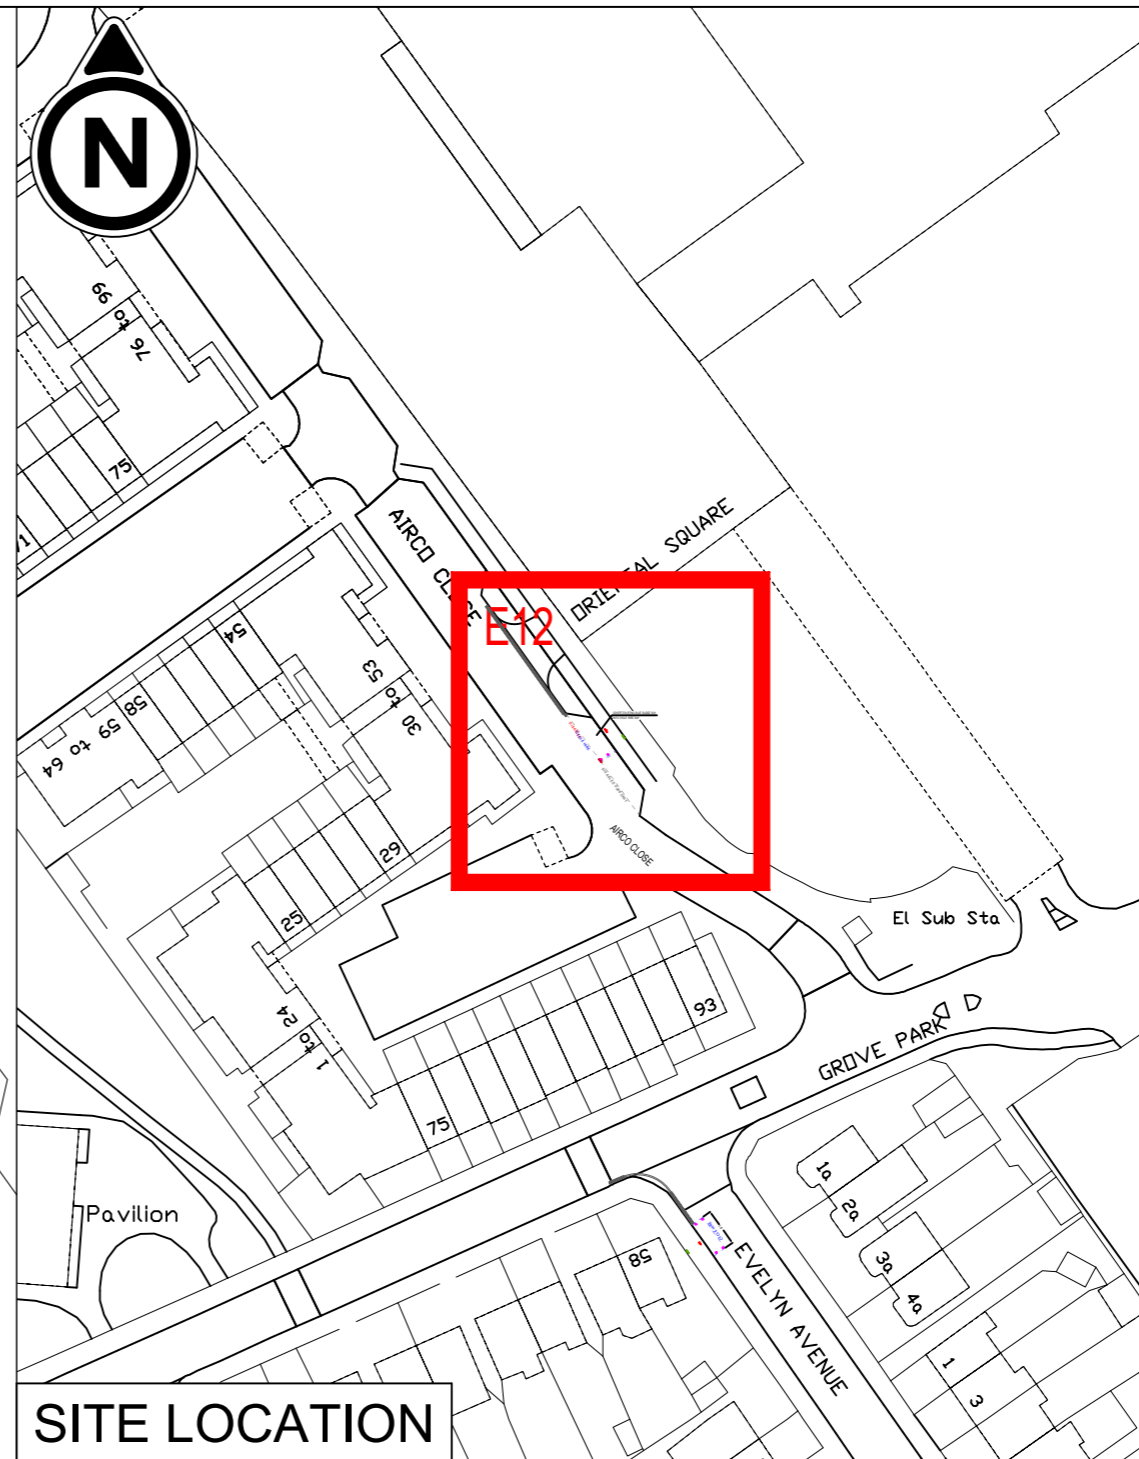 N
99
76 to
75
71
AIRCO CLOSE
ORIENTAL SQUARE
E12
54
58
59 to 64
30 to 53
29
25
AIRCO CLOSE
El Sub Sta
1 to 24
93
75
GROVE PARK
Pavilion
1a
2a
3a
4a
58
EVELYN AVENUE
1
3
SITE LOCATION